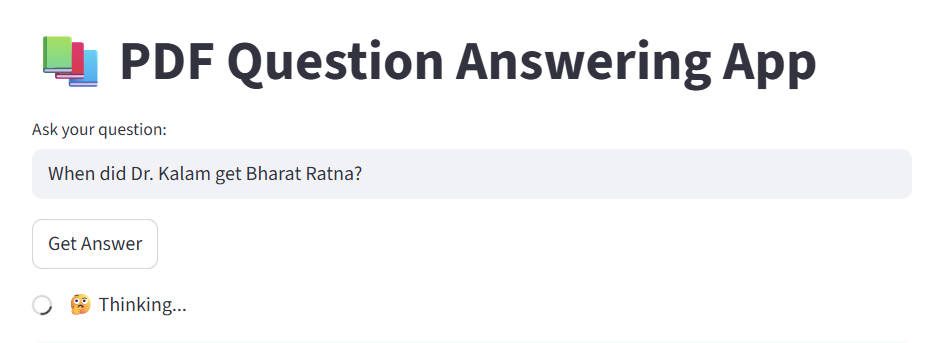 PDF Question Answering App
Ask your question:
When did Dr. Kalam get Bharat Ratna?
Get Answer
Thinking...